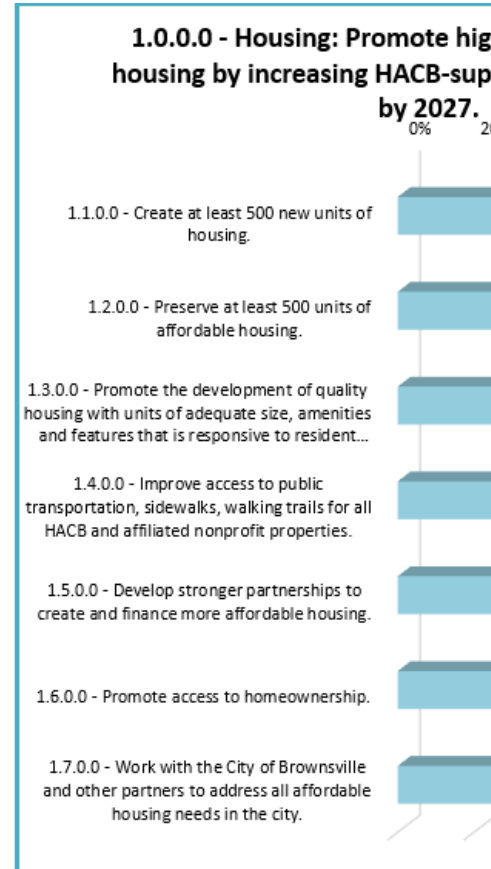 1.0.0.0 - Housing: Promote hig
housing by increasing HACB-sup
by 2027.
0% 20
1.1.0.0 - Create at least 500 new units of
housing.
1.2.0.0 - Preserve at least 500 units of
affordable housing.
1.3.0.0 - Promote the development of quality
housing with units of adequate size, amenities
and features that is responsive to resident...
1.4.0.0 - Improve access to public
transportation, sidewalks, walking trails for all
HACB and affiliated nonprofit properties.
1.5.0.0 - Develop stronger partnerships to
create and finance more affordable housing.
1.6.0.0 - Promote access to homeownership.
1.7.0.0 - Work with the City of Brownsville
and other partners to address all affordable
housing needs in the city.